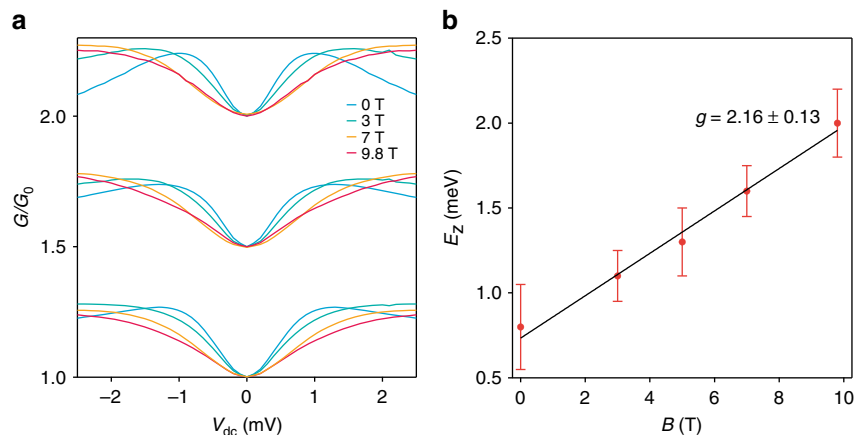 a
2.0
1.5
1.0
G/G0
0 T
3 T
7 T
9.8 T
−2
−1
0
1
2
Vdc (mV)
b
2.5
2.0
1.5
1.0
0.5
EZ (meV)
g = 2.16 ± 0.13
0
2
4
6
8
10
B (T)